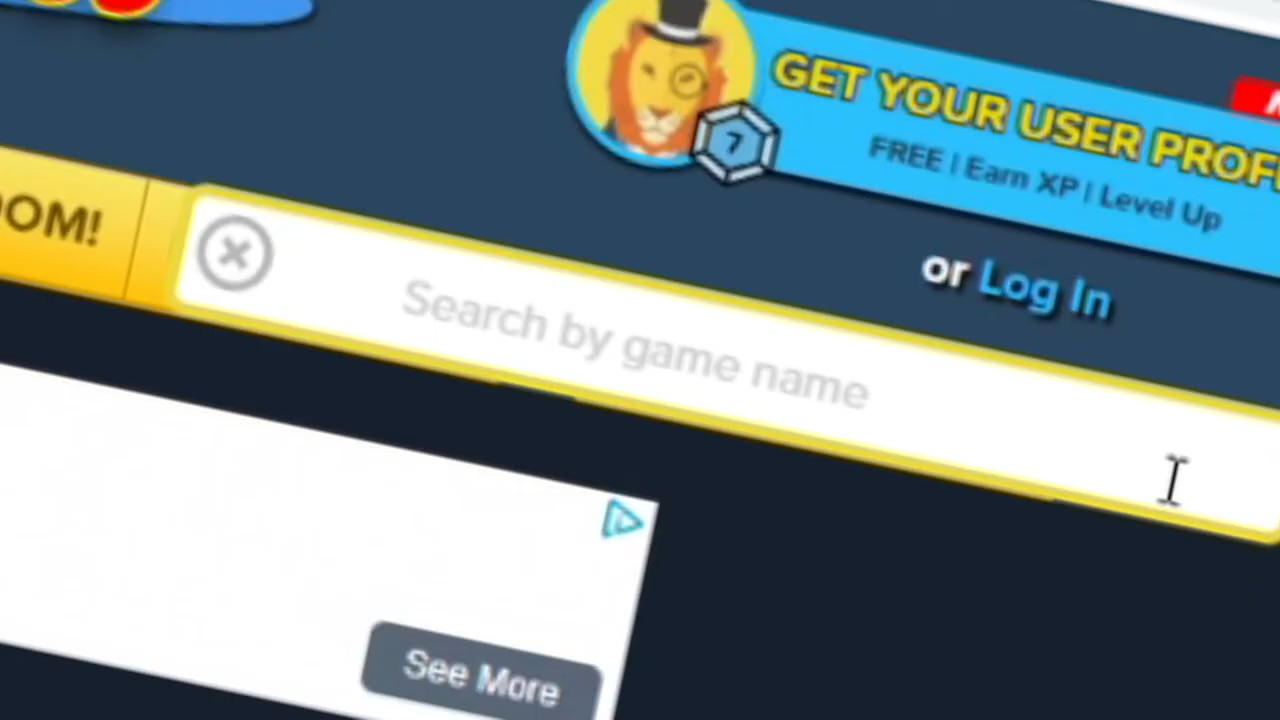 GET YOUR USER PROF
FREE | Earn XP | Level Up
7
OOM!
or Log In
Search by game name
See More